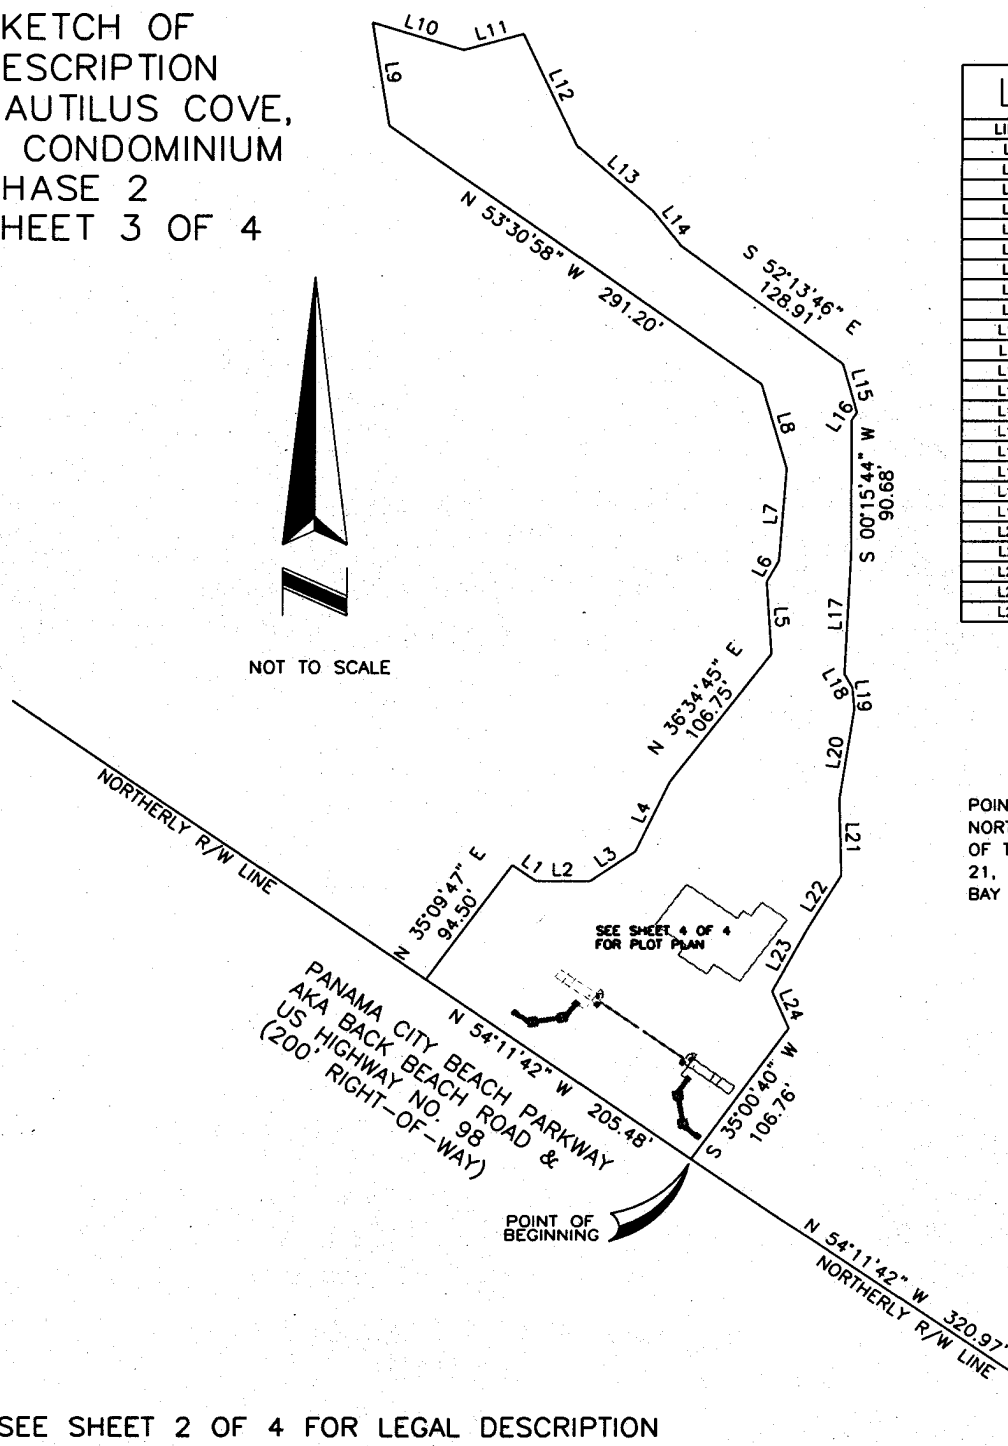 KETCH OF
ESCRIPTION
AUTILUS COVE,
CONDOMINIUM
HASE 2
HEET 3 OF 4
L10
L11
L9
L12
L13
L14
N 53°30'58" W 291.20'
S 52°13'46" E
128.91'
L15
L16
L8
S 00°15'44" W
90.68'
L7
L6
L5
L17
L18
L19
L20
L21
L22
L23
L24
NOT TO SCALE
N 36°34'45" E
106.75'
L4
L3
L2
L1
NORTHERLY R/W LINE
N 35°09'47" E
94.50'
SEE SHEET 4 OF 4
FOR PLOT PLAN
PANAMA CITY BEACH PARKWAY
AKA BACK BEACH ROAD &
US HIGHWAY NO. 98
(200' RIGHT-OF-WAY)
N 54°11'42" W 205.48'
S 35°00'40" W
106.76'
POINT OF
BEGINNING
N 54°11'42" W 320.97'
NORTHERLY R/W LINE
L
LI
POIN
NORT
OF T
21,
BAY
SEE SHEET 2 OF 4 FOR LEGAL DESCRIPTION